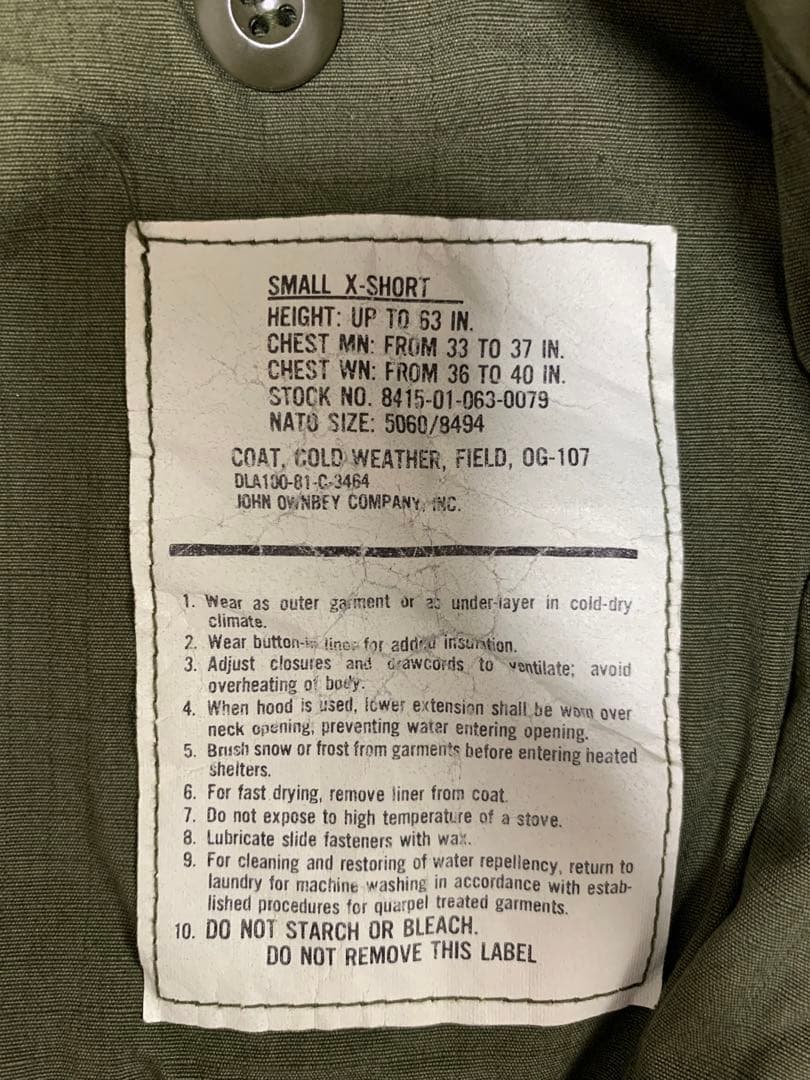 SMALL X-SHORT
HEIGHT: UP TO 63 IN.
CHEST MN: FROM 33 TO 37 IN.
CHEST WN: FROM 36 TO 40 IN.
STOCK NO. 8415-01-063-0079
NATO SIZE: 5060/8494
COAT, COLD WEATHER, FIELD, OG-107
DLA100-81-C-3464
JOHN OWNBEY COMPANY, INC.
1. Wear as outer garment or as under-layer in cold-dry
climate.
2. Wear button-in liner for added insulation.
3. Adjust closures and drawcords to ventilate; avoid
overheating of body.
4. When hood is used, lower extension shall be worn over
neck opening, preventing water entering opening.
5. Brush snow or frost from garments before entering heated
shelters.
6. For fast drying, remove liner from coat.
7. Do not expose to high temperature of a stove.
8. Lubricate slide fasteners with wax.
9. For cleaning and restoring of water repellency, return to
laundry for machine washing in accordance with estab-
lished procedures for quarpel treated garments.
10. DO NOT STARCH OR BLEACH.
DO NOT REMOVE THIS LABEL